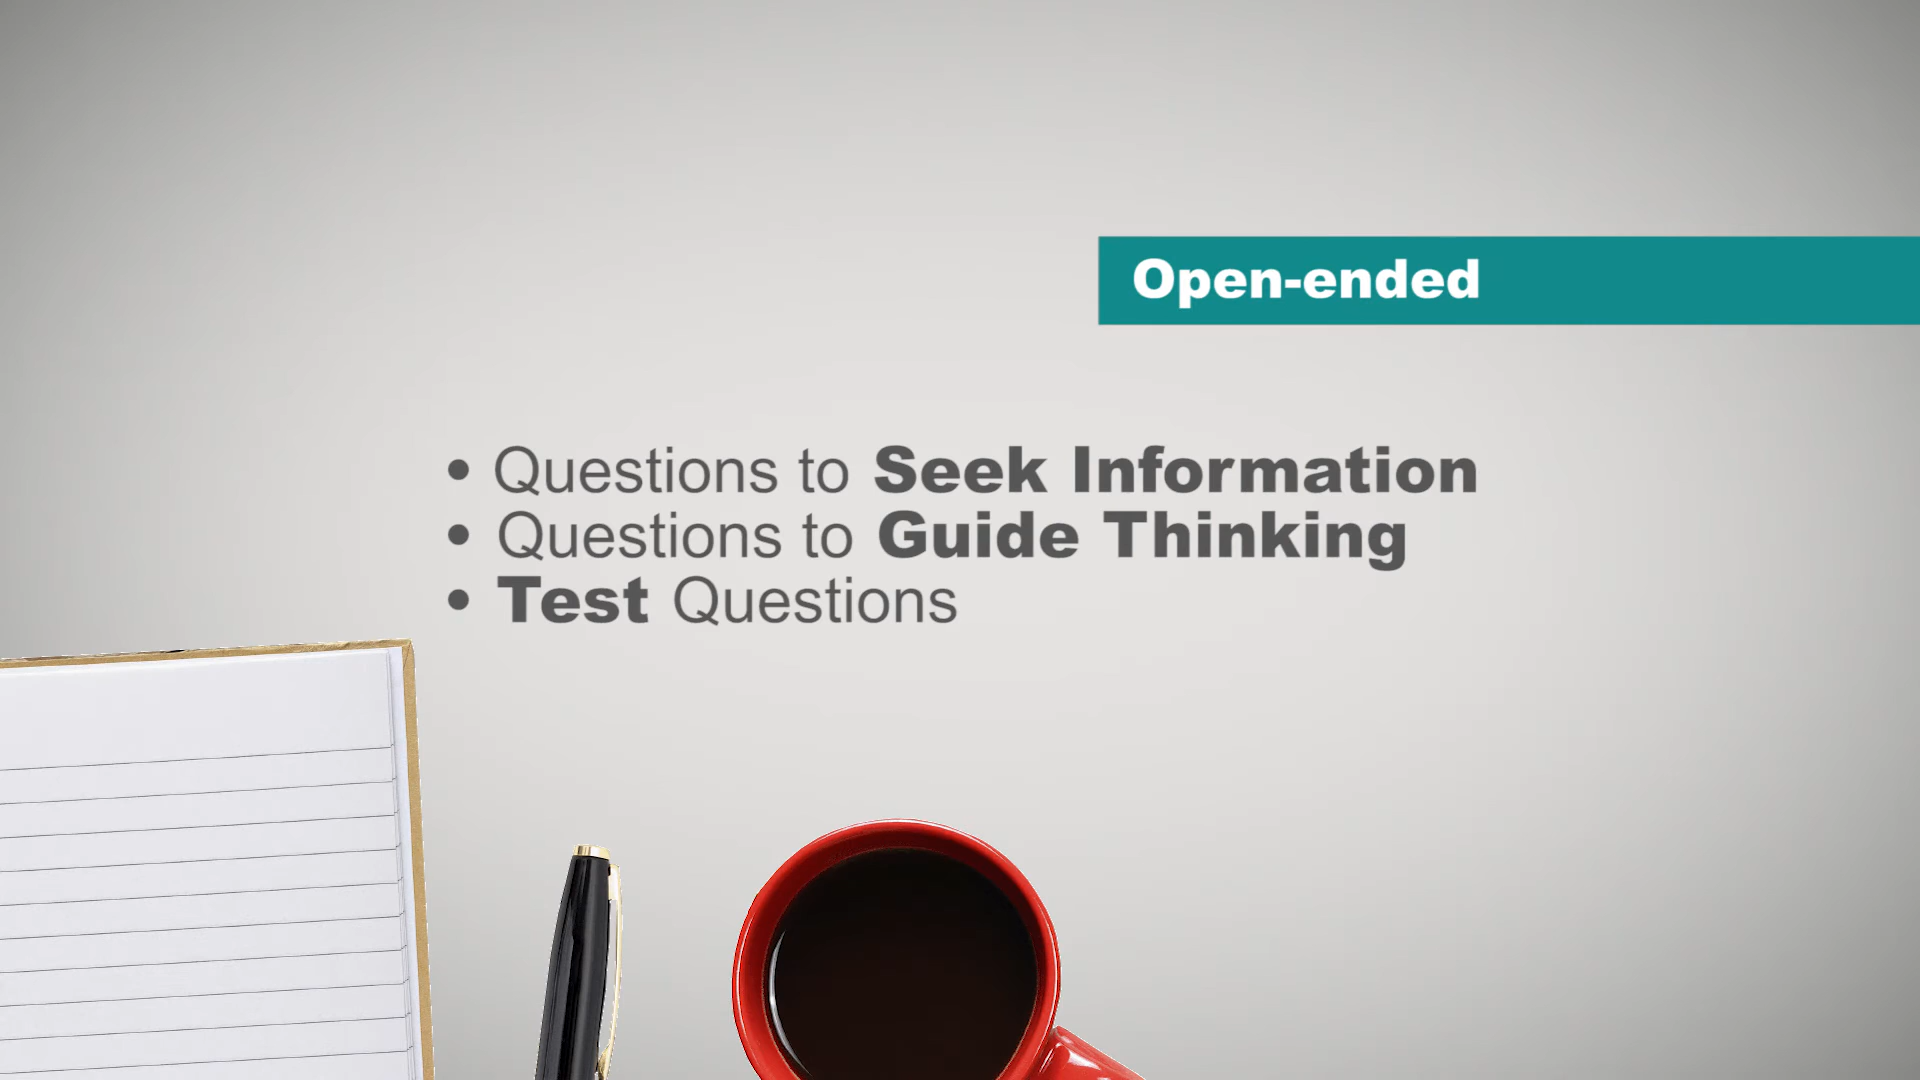 Open-ended
• Questions to Seek Information
• Questions to Guide Thinking
• Test Questions